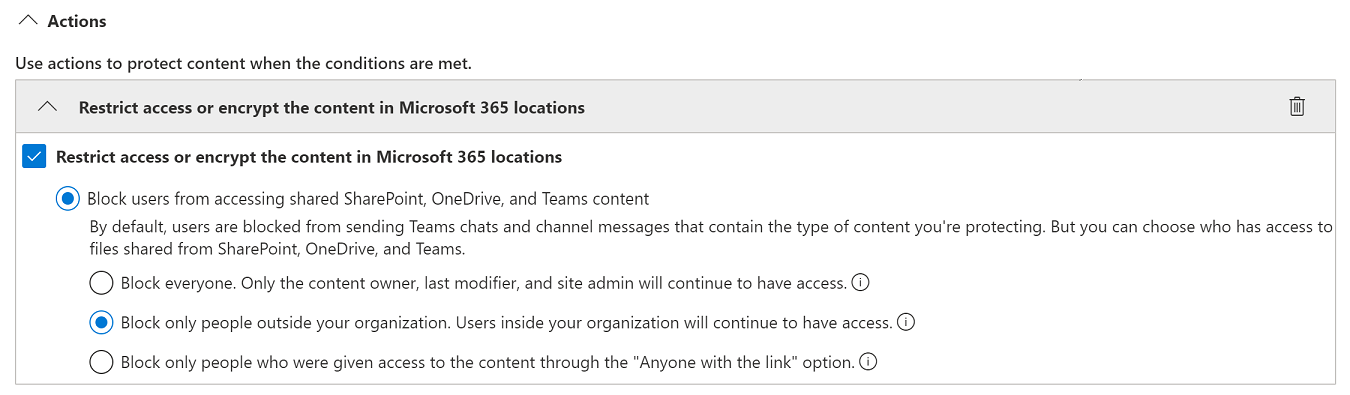 Actions
Use actions to protect content when the conditions are met.
Restrict access or encrypt the content in Microsoft 365 locations
Restrict access or encrypt the content in Microsoft 365 locations
Block users from accessing shared SharePoint, OneDrive, and Teams content
By default, users are blocked from sending Teams chats and channel messages that contain the type of content you're protecting. But you can choose who has access to
files shared from SharePoint, OneDrive, and Teams.
Block everyone. Only the content owner, last modifier, and site admin will continue to have access.
Block only people outside your organization. Users inside your organization will continue to have access.
Block only people who were given access to the content through the "Anyone with the link" option.